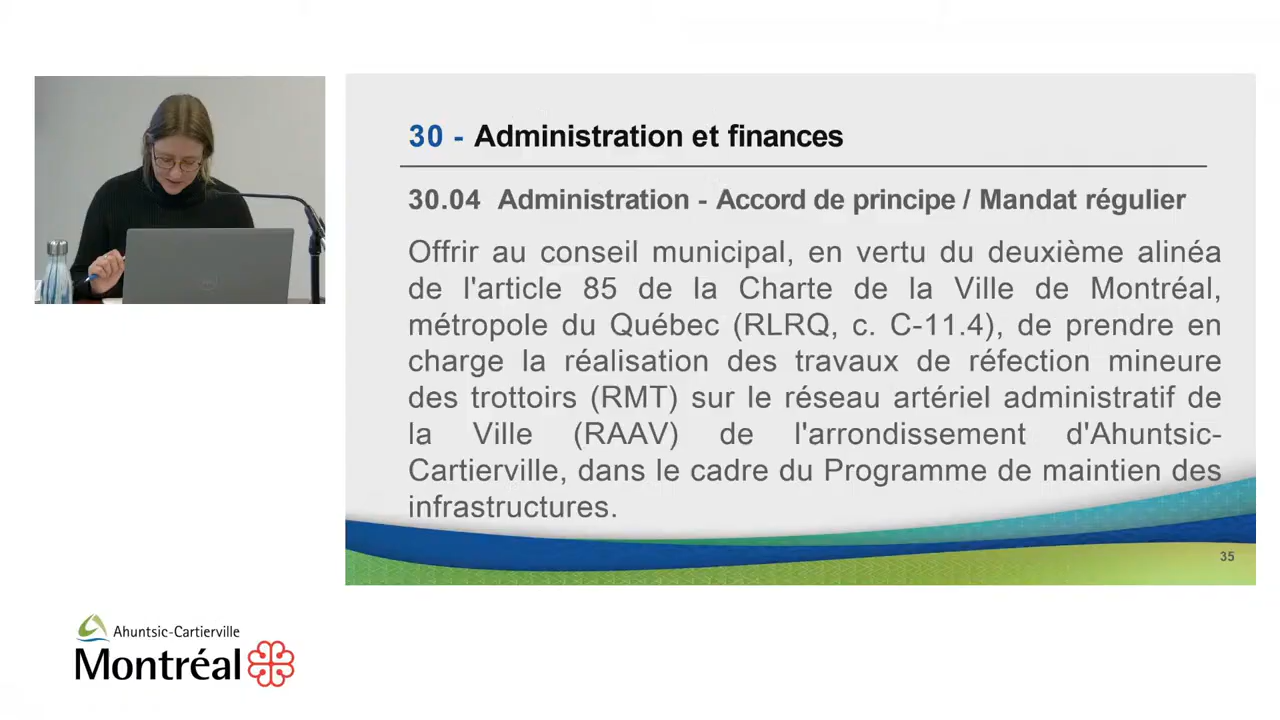 30 - Administration et finances
30.04 Administration - Accord de principe / Mandat régulier
Offrir au conseil municipal, en vertu du deuxième alinéa
de l'article 85 de la Charte de la Ville de Montréal,
métropole du Québec (RLRQ, c. C-11.4), de prendre en
charge la réalisation des travaux de réfection mineure
des trottoirs (RMT) sur le réseau artériel administratif de
la Ville (RAAV) de l'arrondissement d'Ahuntsic-
Cartierville, dans le cadre du Programme de maintien des
infrastructures.
35
Ahuntsic-Cartierville
Montréal